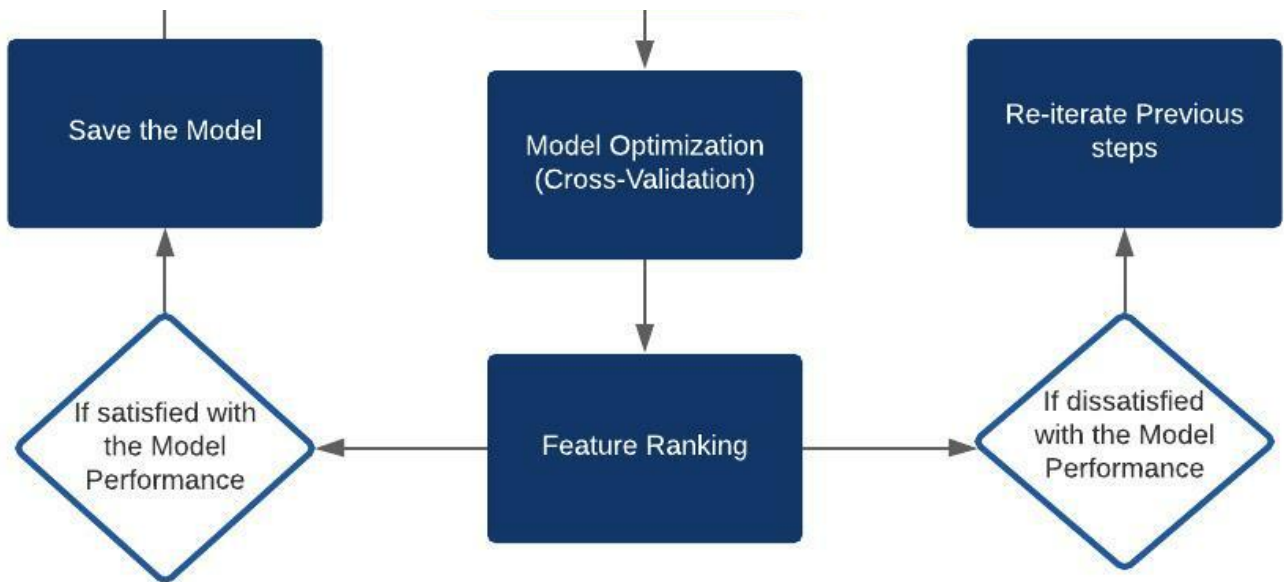 Save the Model
Model Optimization
(Cross-Validation)
Re-iterate Previous
steps
If satisfied with
the Model
Performance
Feature Ranking
If dissatisfied
with the Model
Performance